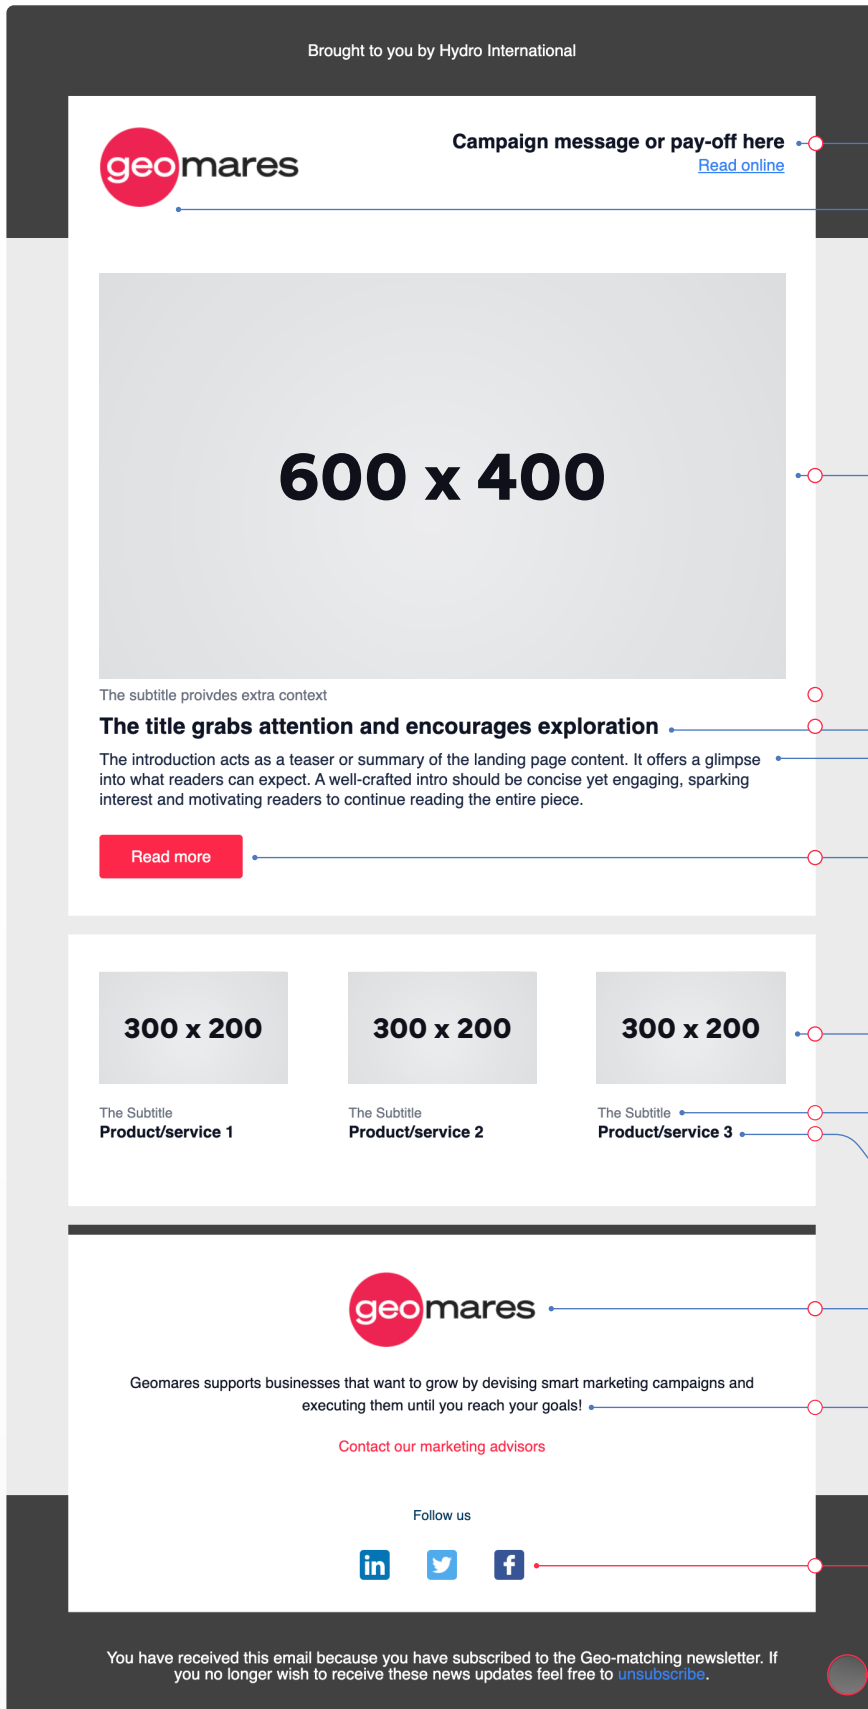 Brought to you by Hydro International
geomares
Campaign message or pay-off here
Read online
600 x 400
The subtitle proivdes extra context
The title grabs attention and encourages exploration
The introduction acts as a teaser or summary of the landing page content. It offers a glimpse
into what readers can expect. A well-crafted intro should be concise yet engaging, sparking
interest and motivating readers to continue reading the entire piece.
Read more
300 x 200
300 x 200
300 x 200
The Subtitle
The Subtitle
The Subtitle
Product/service 1
Product/service 2
Product/service 3
geomares
Geomares supports businesses that want to grow by devising smart marketing campaigns and
executing them until you reach your goals!
Contact our marketing advisors
Follow us
in
f
You have received this email because you have subscribed to the Geo-matching newsletter. If
you no longer wish to receive these news updates feel free to unsubscribe.